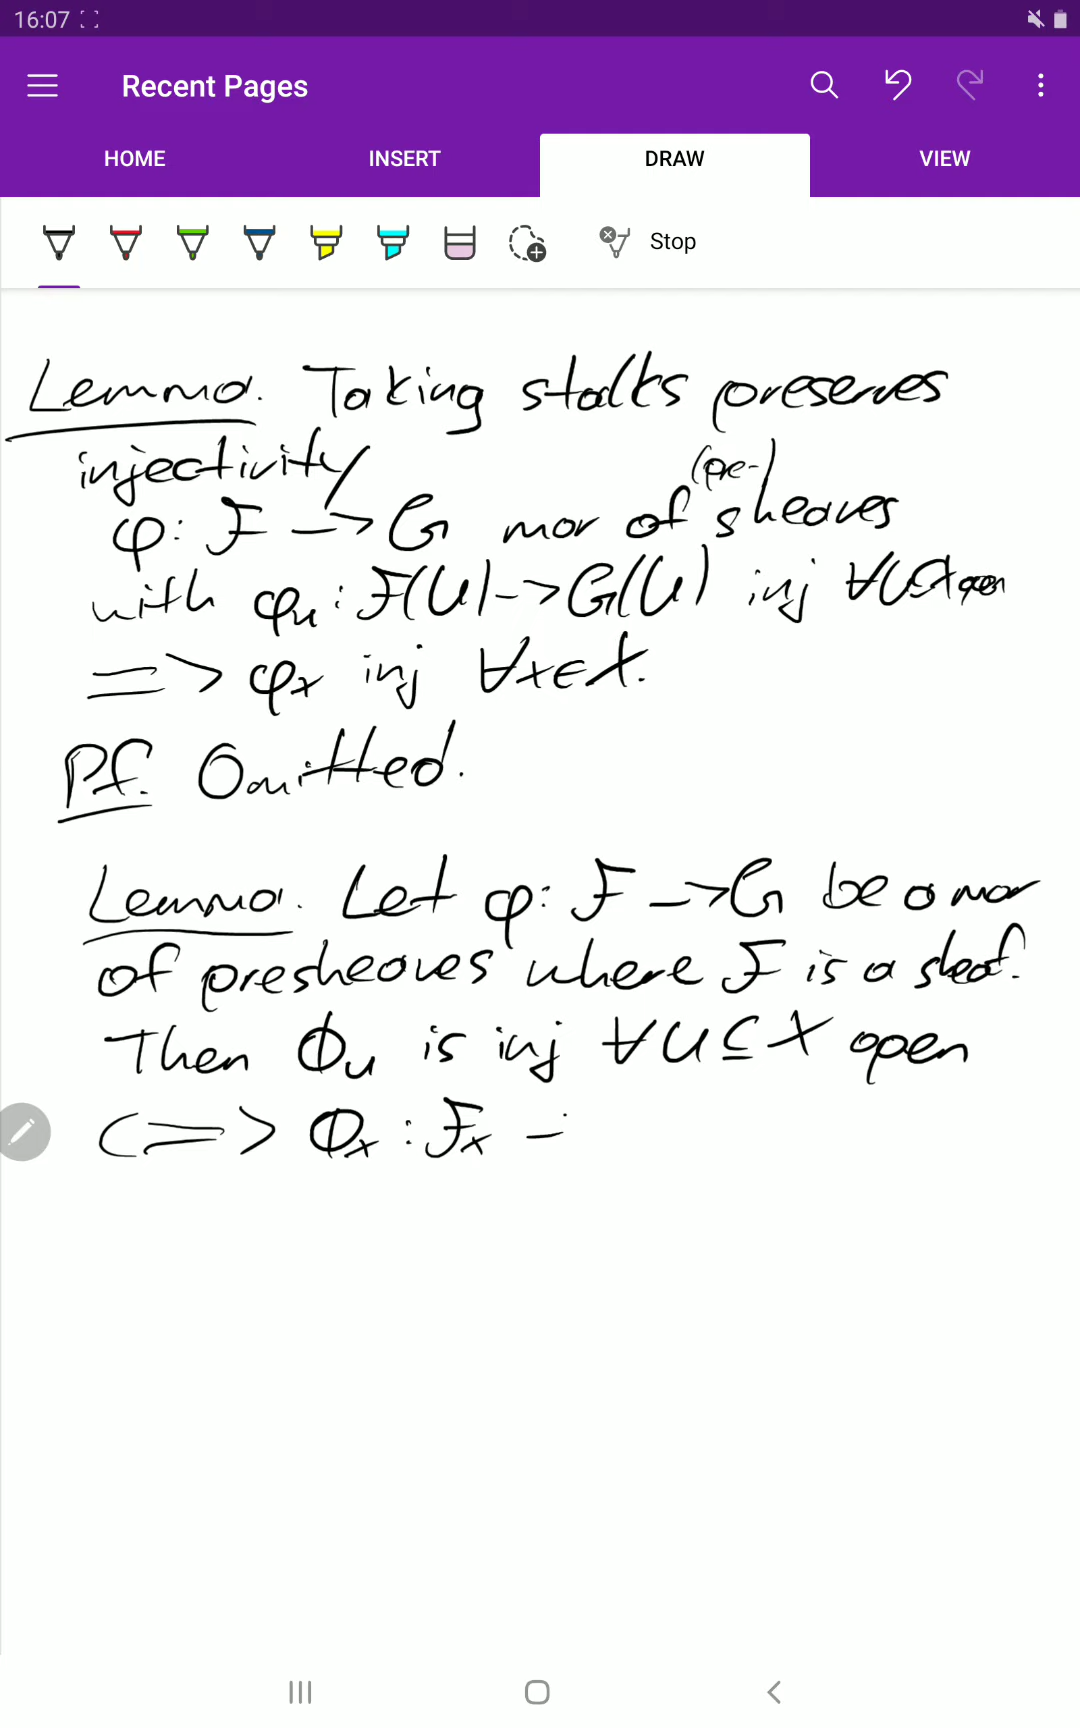 16:07
Recent Pages
HOME INSERT DRAW VIEW
Stop
Lemma. Taking stalks preserves
injectivity
(pre-)
φ: F -> G mor of sheaves
with φ_U: F(U) -> G(U) inj ∀U⊆X open
=> φ_x inj ∀x∈X.
Pf. Omitted.
Lemma. Let φ: F -> G be a mor
of presheaves where F is a sheaf.
Then Φ_U is inj ∀U⊆X open
<=> Φ_x : F_x -